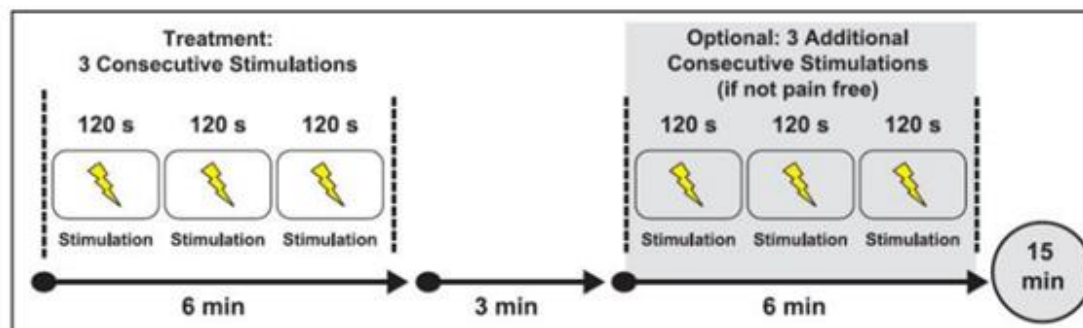 Treatment:
3 Consecutive Stimulations
120 s 120 s 120 s
Stimulation Stimulation Stimulation
6 min
3 min
Optional: 3 Additional
Consecutive Stimulations
(if not pain free)
120 s 120 s 120 s
Stimulation Stimulation Stimulation
6 min
15
min